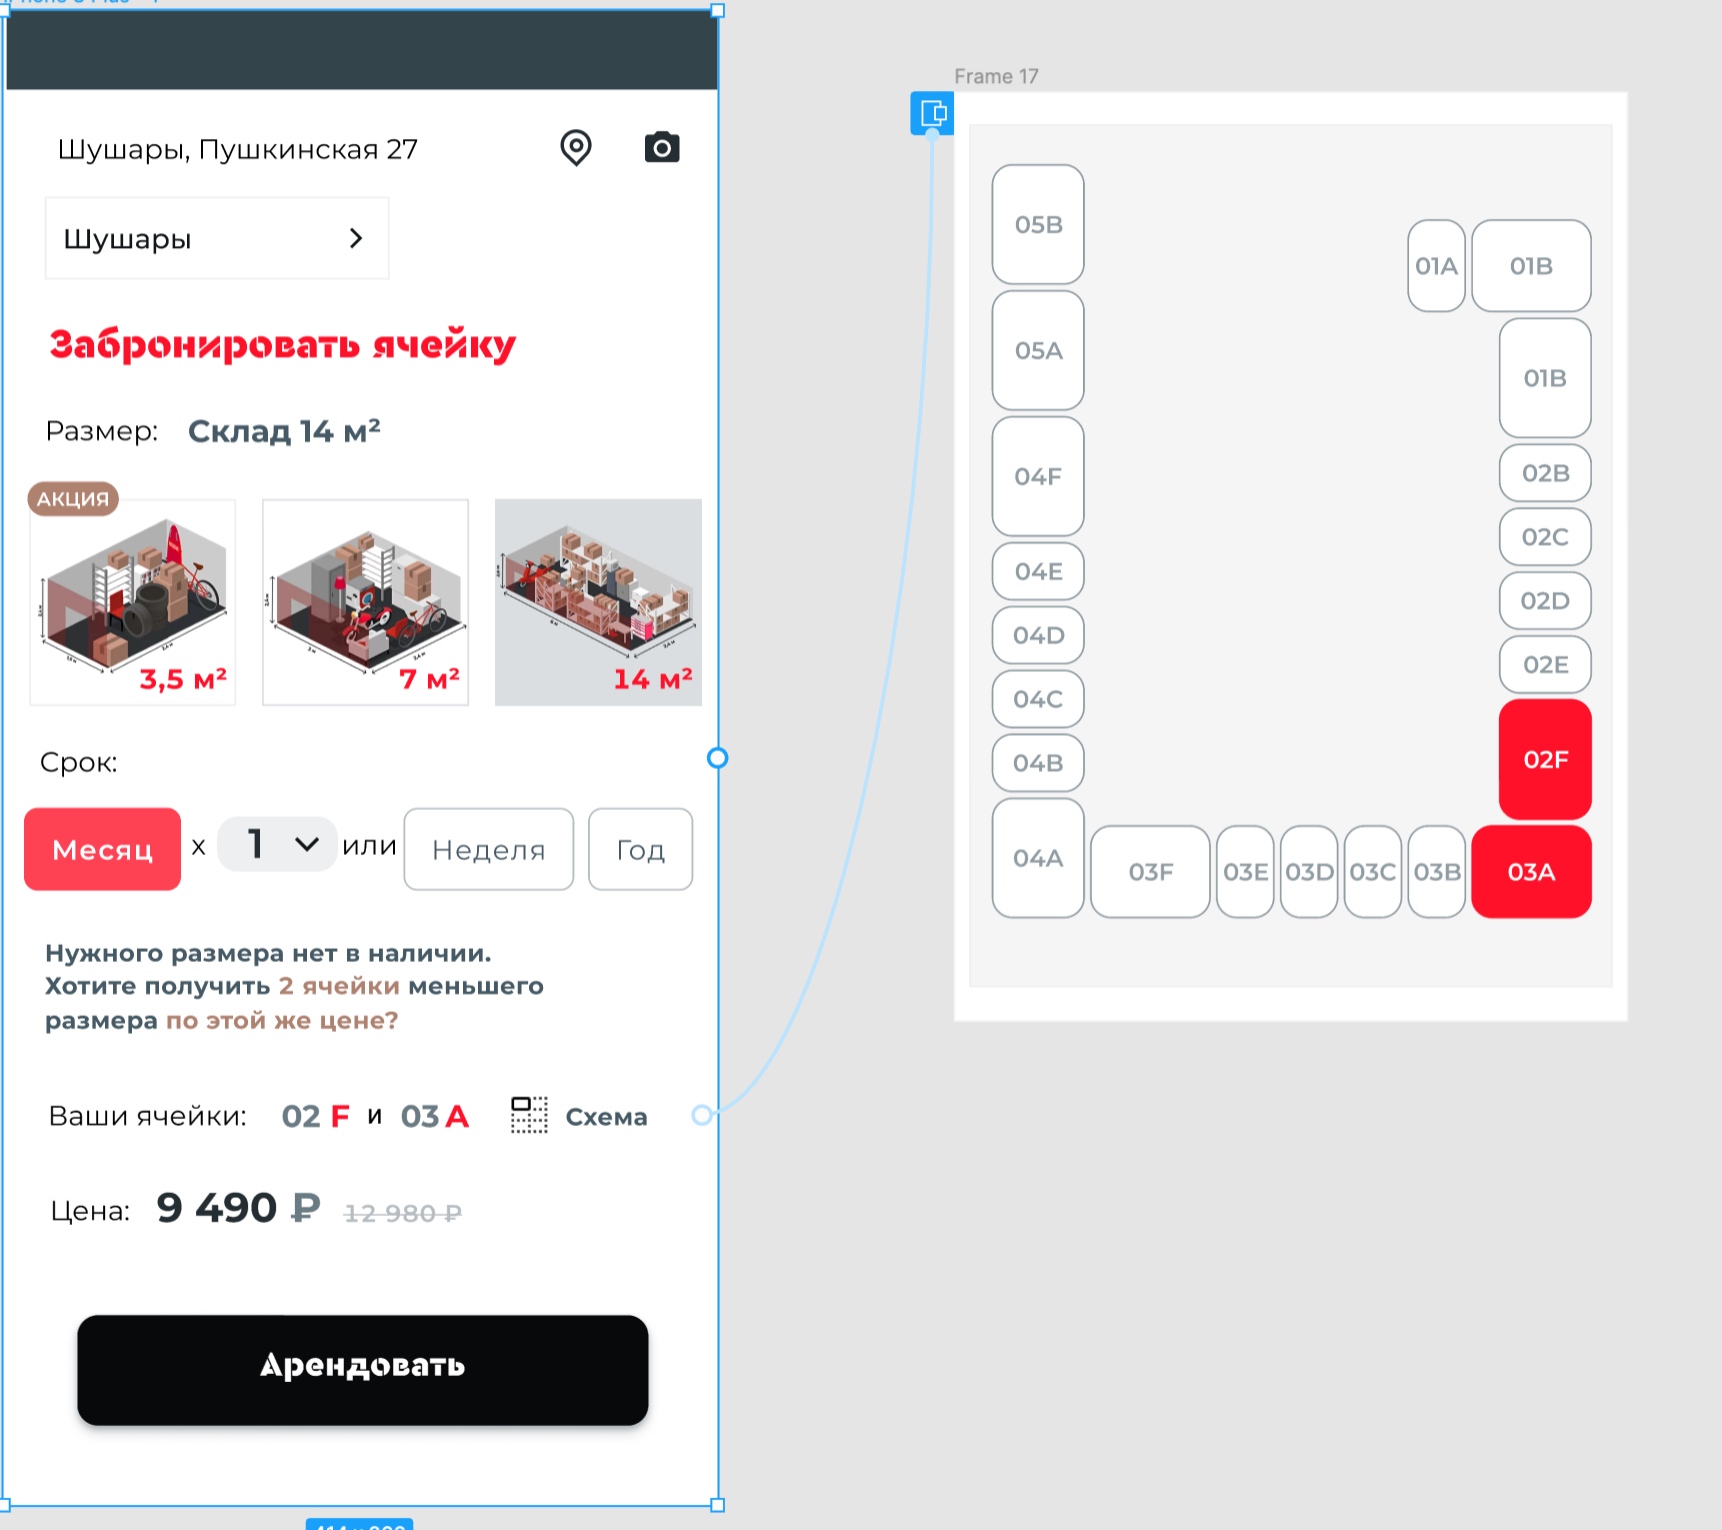 Шушары, Пушкинская 27
Шушары
Забронировать ячейку
Размер: Склад 14 м²
АКЦИЯ
3,5 м²
7 м²
14 м²
Срок:
Месяц х 1 или Неделя Год
Нужного размера нет в наличии.
Хотите получить 2 ячейки меньшего
размера по этой же цене?
Ваши ячейки: 02 F и 03 A Схема
Цена: 9 490 ₽ 12 980 ₽
Арендовать
Frame 17
05B
05A
04F
04E
04D
04C
04B
04A
03F
03E
03D
03C
03B
03A
01A
01B
01B
02B
02C
02D
02E
02F